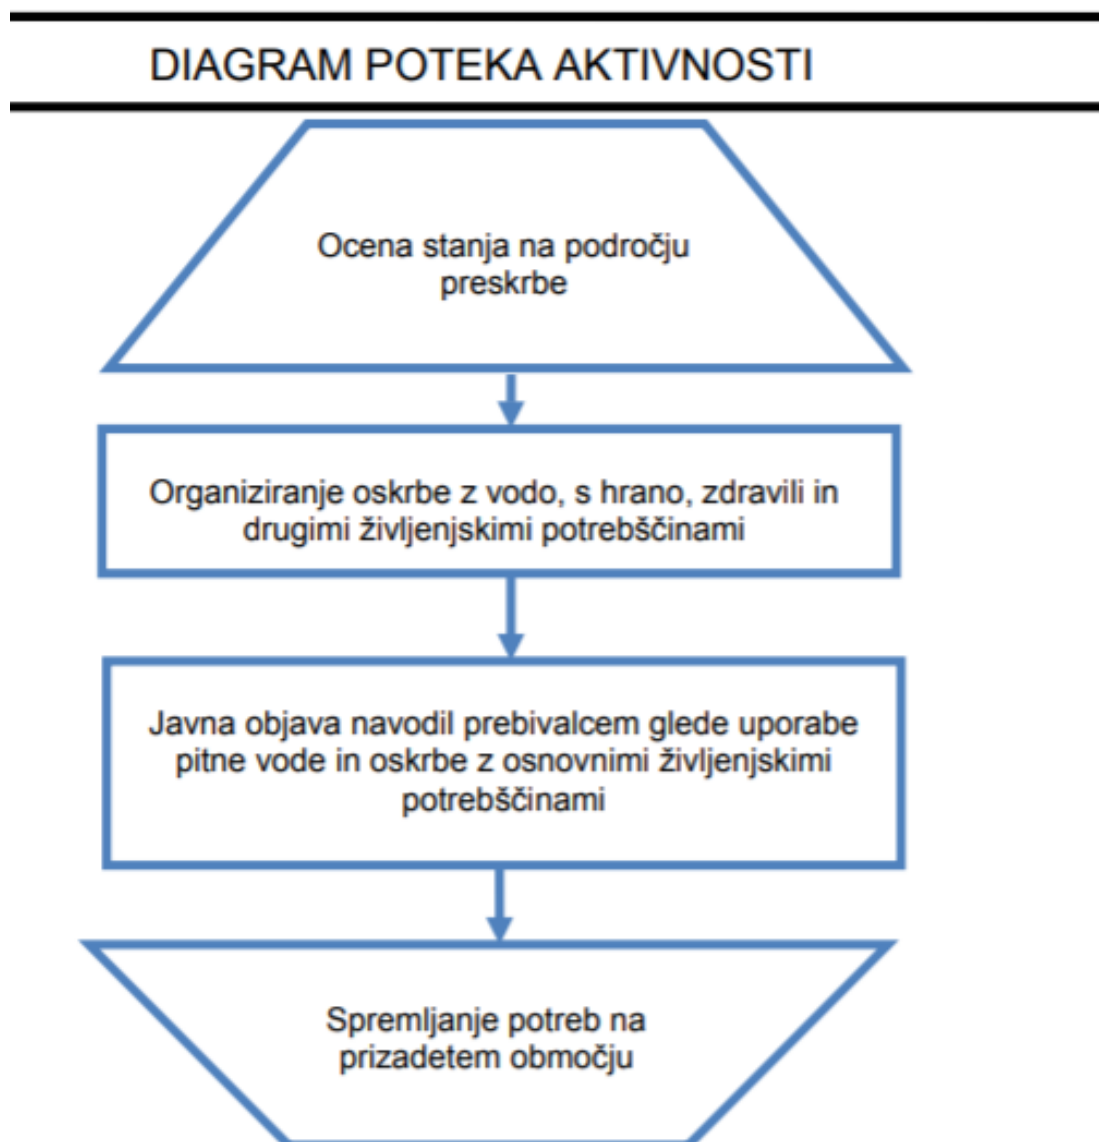 DIAGRAM POTEKA AKTIVNOSTI
Ocena stanja na področju
preskrbe
Organiziranje oskrbe z vodo, s hrano, zdravili in
drugimi življenjskimi potrebščinami
Javna objava navodil prebivalcem glede uporabe
pitne vode in oskrbe z osnovnimi življenjskimi
potrebščinami
Spremljanje potreb na
prizadetem območju